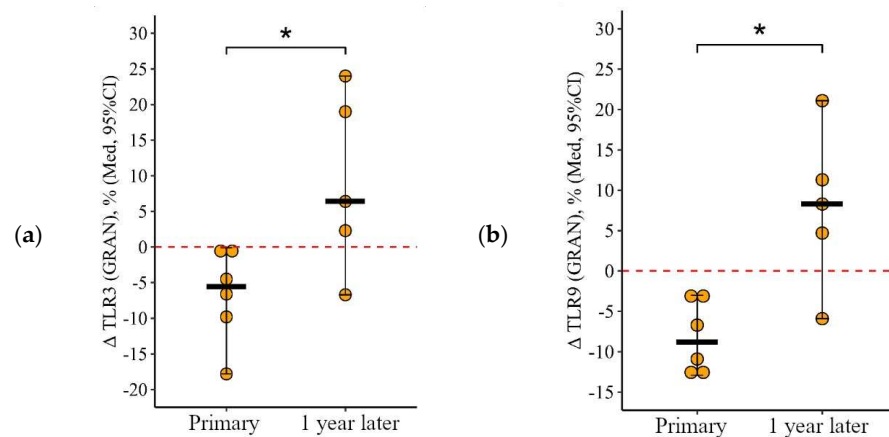 (a)
Δ TLR3 (GRAN), % (Med, 95%CI)
30
25
20
15
10
5
0
-5
-10
-15
-20
*
Primary
1 year later
(b)
Δ TLR9 (GRAN), % (Med, 95%CI)
30
25
20
15
10
5
0
-5
-10
-15
*
Primary
1 year later